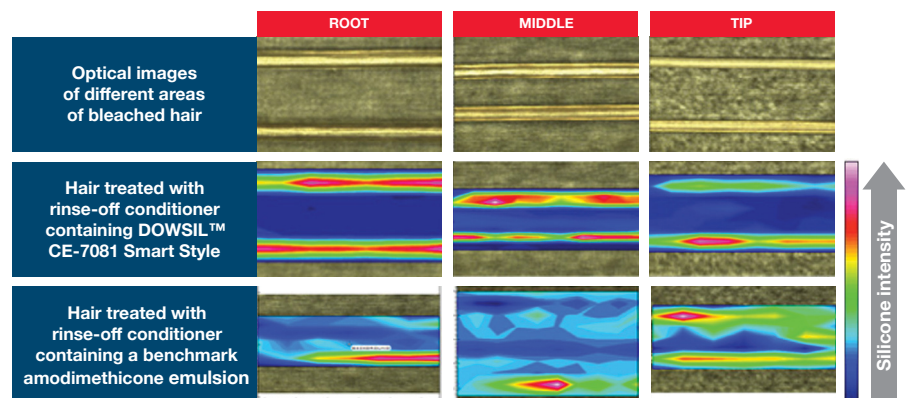 ROOT
MIDDLE
TIP
Optical images
of different areas
of bleached hair
Hair treated with
rinse-off conditioner
containing DOWSIL™
CE-7081 Smart Style
Hair treated with
rinse-off conditioner
containing a benchmark
amodimethicone emulsion
Silicone intensity